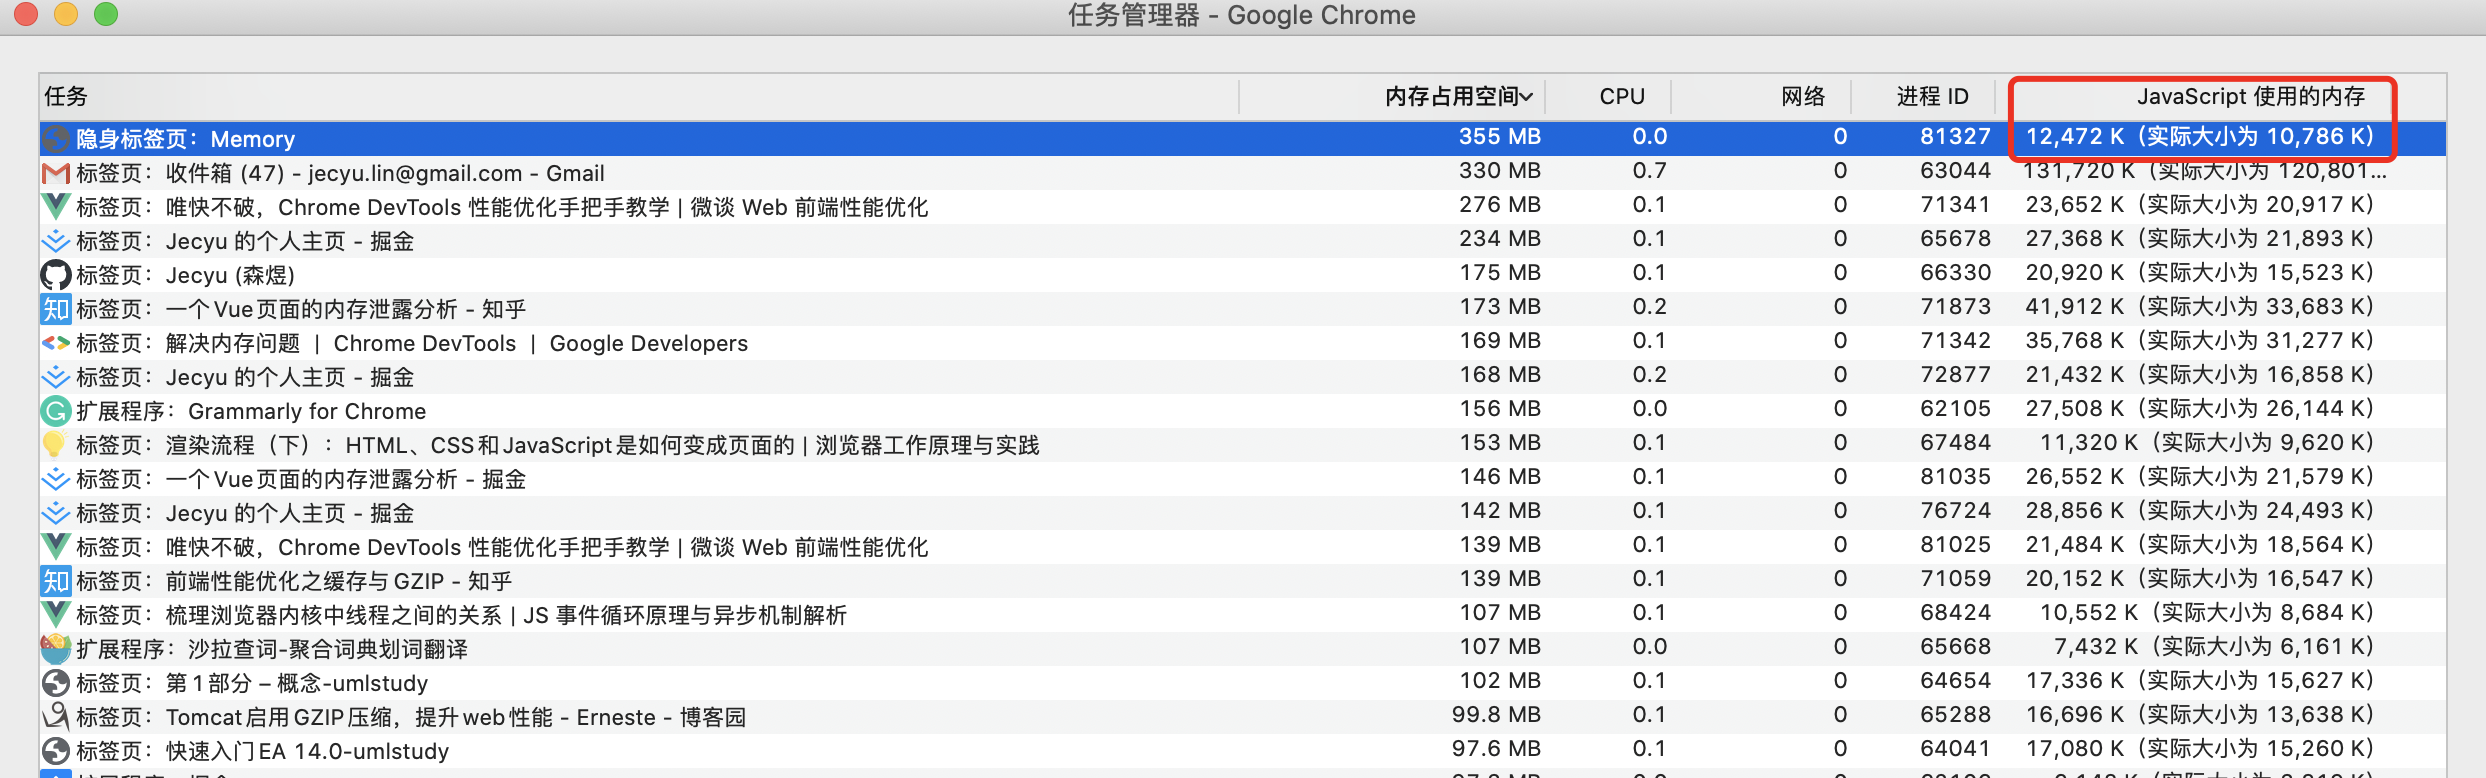 任务管理器 - Google Chrome
任务 内存占用空间 CPU 网络 进程 ID JavaScript 使用的内存
隐身标签页：Memory 355 MB 0.0 0 81327 12,472 K（实际大小为 10,786 K）
标签页：收件箱 (47) - jecyu.lin@gmail.com - Gmail 330 MB 0.7 0 63044 131,720 K（实际大小为 120,801...
标签页：唯快不破，Chrome DevTools 性能优化手把手教学 | 微谈 Web 前端性能优化 276 MB 0.1 0 71341 23,652 K（实际大小为 20,917 K）
标签页：Jecyu 的个人主页 - 掘金 234 MB 0.1 0 65678 27,368 K（实际大小为 21,893 K）
标签页：Jecyu (森煜) 175 MB 0.1 0 66330 20,920 K（实际大小为 15,523 K）
知 标签页：一个Vue页面的内存泄露分析 - 知乎 173 MB 0.2 0 71873 41,912 K（实际大小为 33,683 K）
标签页：解决内存问题 | Chrome DevTools | Google Developers 169 MB 0.1 0 71342 35,768 K（实际大小为 31,277 K）
标签页：Jecyu 的个人主页 - 掘金 168 MB 0.2 0 72877 21,432 K（实际大小为 16,858 K）
扩展程序：Grammarly for Chrome 156 MB 0.0 0 62105 27,508 K（实际大小为 26,144 K）
标签页：渲染流程（下）：HTML、CSS和JavaScript是如何变成页面的 | 浏览器工作原理与实践 153 MB 0.1 0 67484 11,320 K（实际大小为 9,620 K）
标签页：一个Vue页面的内存泄露分析 - 掘金 146 MB 0.1 0 81035 26,552 K（实际大小为 21,579 K）
标签页：Jecyu 的个人主页 - 掘金 142 MB 0.1 0 76724 28,856 K（实际大小为 24,493 K）
标签页：唯快不破，Chrome DevTools 性能优化手把手教学 | 微谈 Web 前端性能优化 139 MB 0.1 0 81025 21,484 K（实际大小为 18,564 K）
知 标签页：前端性能优化之缓存与GZIP - 知乎 139 MB 0.1 0 71059 20,152 K（实际大小为 16,547 K）
标签页：梳理浏览器内核中线程之间的关系 | JS 事件循环原理与异步机制解析 107 MB 0.1 0 68424 10,552 K（实际大小为 8,684 K）
扩展程序：沙拉查词-聚合词典划词翻译 107 MB 0.0 0 65668 7,432 K（实际大小为 6,161 K）
标签页：第1部分 – 概念-umlstudy 102 MB 0.1 0 64654 17,336 K（实际大小为 15,627 K）
标签页：Tomcat启用GZIP压缩，提升web性能 - Erneste - 博客园 99.8 MB 0.1 0 65288 16,696 K（实际大小为 13,638 K）
标签页：快速入门EA 14.0-umlstudy 97.6 MB 0.1 0 64041 17,080 K（实际大小为 15,260 K）